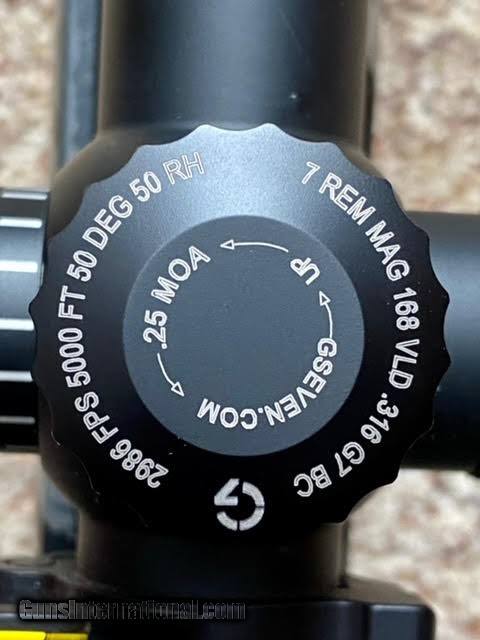 2986 FPS 5000 FT 50 DEG 50 RH
7 REM MAG 168 VLD .316 G7 BC
.25 MOA
UP
GSEVEN.COM
G7
GunsInternational.com